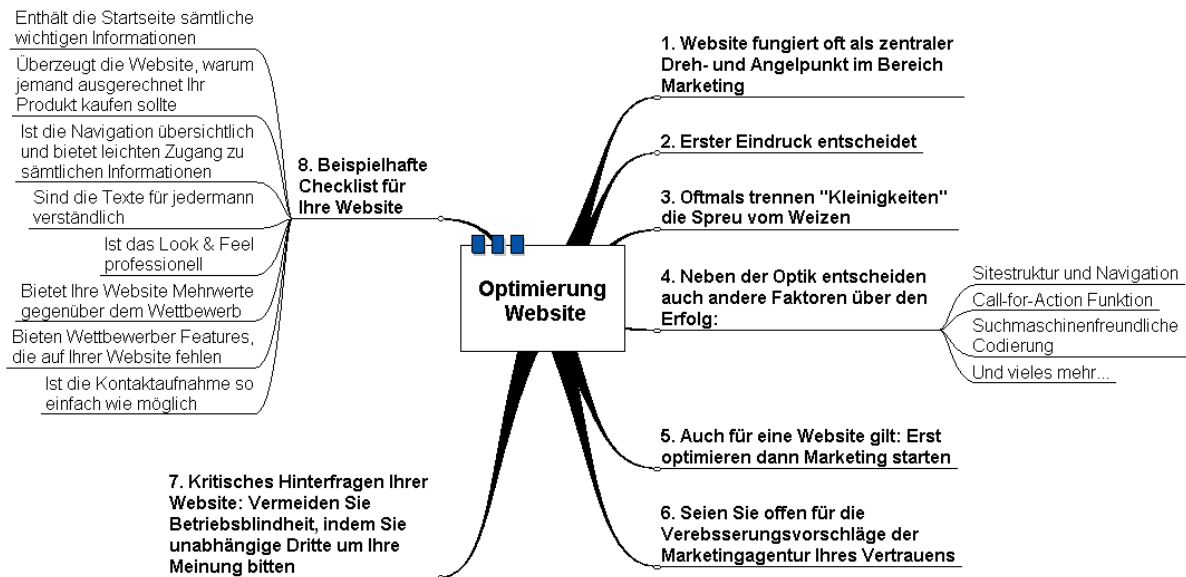 Optimierung
Website
1. Website fungiert oft als zentraler
Dreh- und Angelpunkt im Bereich
Marketing
2. Erster Eindruck entscheidet
3. Oftmals trennen "Kleinigkeiten"
die Spreu vom Weizen
4. Neben der Optik entscheiden
auch andere Faktoren über den
Erfolg:
Sitestruktur und Navigation
Call-for-Action Funktion
Suchmaschinenfreundliche
Codierung
Und vieles mehr...
5. Auch für eine Website gilt: Erst
optimieren dann Marketing starten
6. Seien Sie offen für die
Verebsserungsvorschläge der
Marketingagentur Ihres Vertrauens
7. Kritisches Hinterfragen Ihrer
Website: Vermeiden Sie
Betriebsblindheit, indem Sie
unabhängige Dritte um Ihre
Meinung bitten
8. Beispielhafte
Checklist für
Ihre Website
Enthält die Startseite sämtliche
wichtigen Informationen
Überzeugt die Website, warum
jemand ausgerechnet Ihr
Produkt kaufen sollte
Ist die Navigation übersichtlich
und bietet leichten Zugang zu
sämtlichen Informationen
Sind die Texte für jedermann
verständlich
Ist das Look & Feel
professionell
Bietet Ihre Website Mehrwerte
gegenüber dem Wettbewerb
Bieten Wettbewerber Features,
die auf Ihrer Website fehlen
Ist die Kontaktaufnahme so
einfach wie möglich